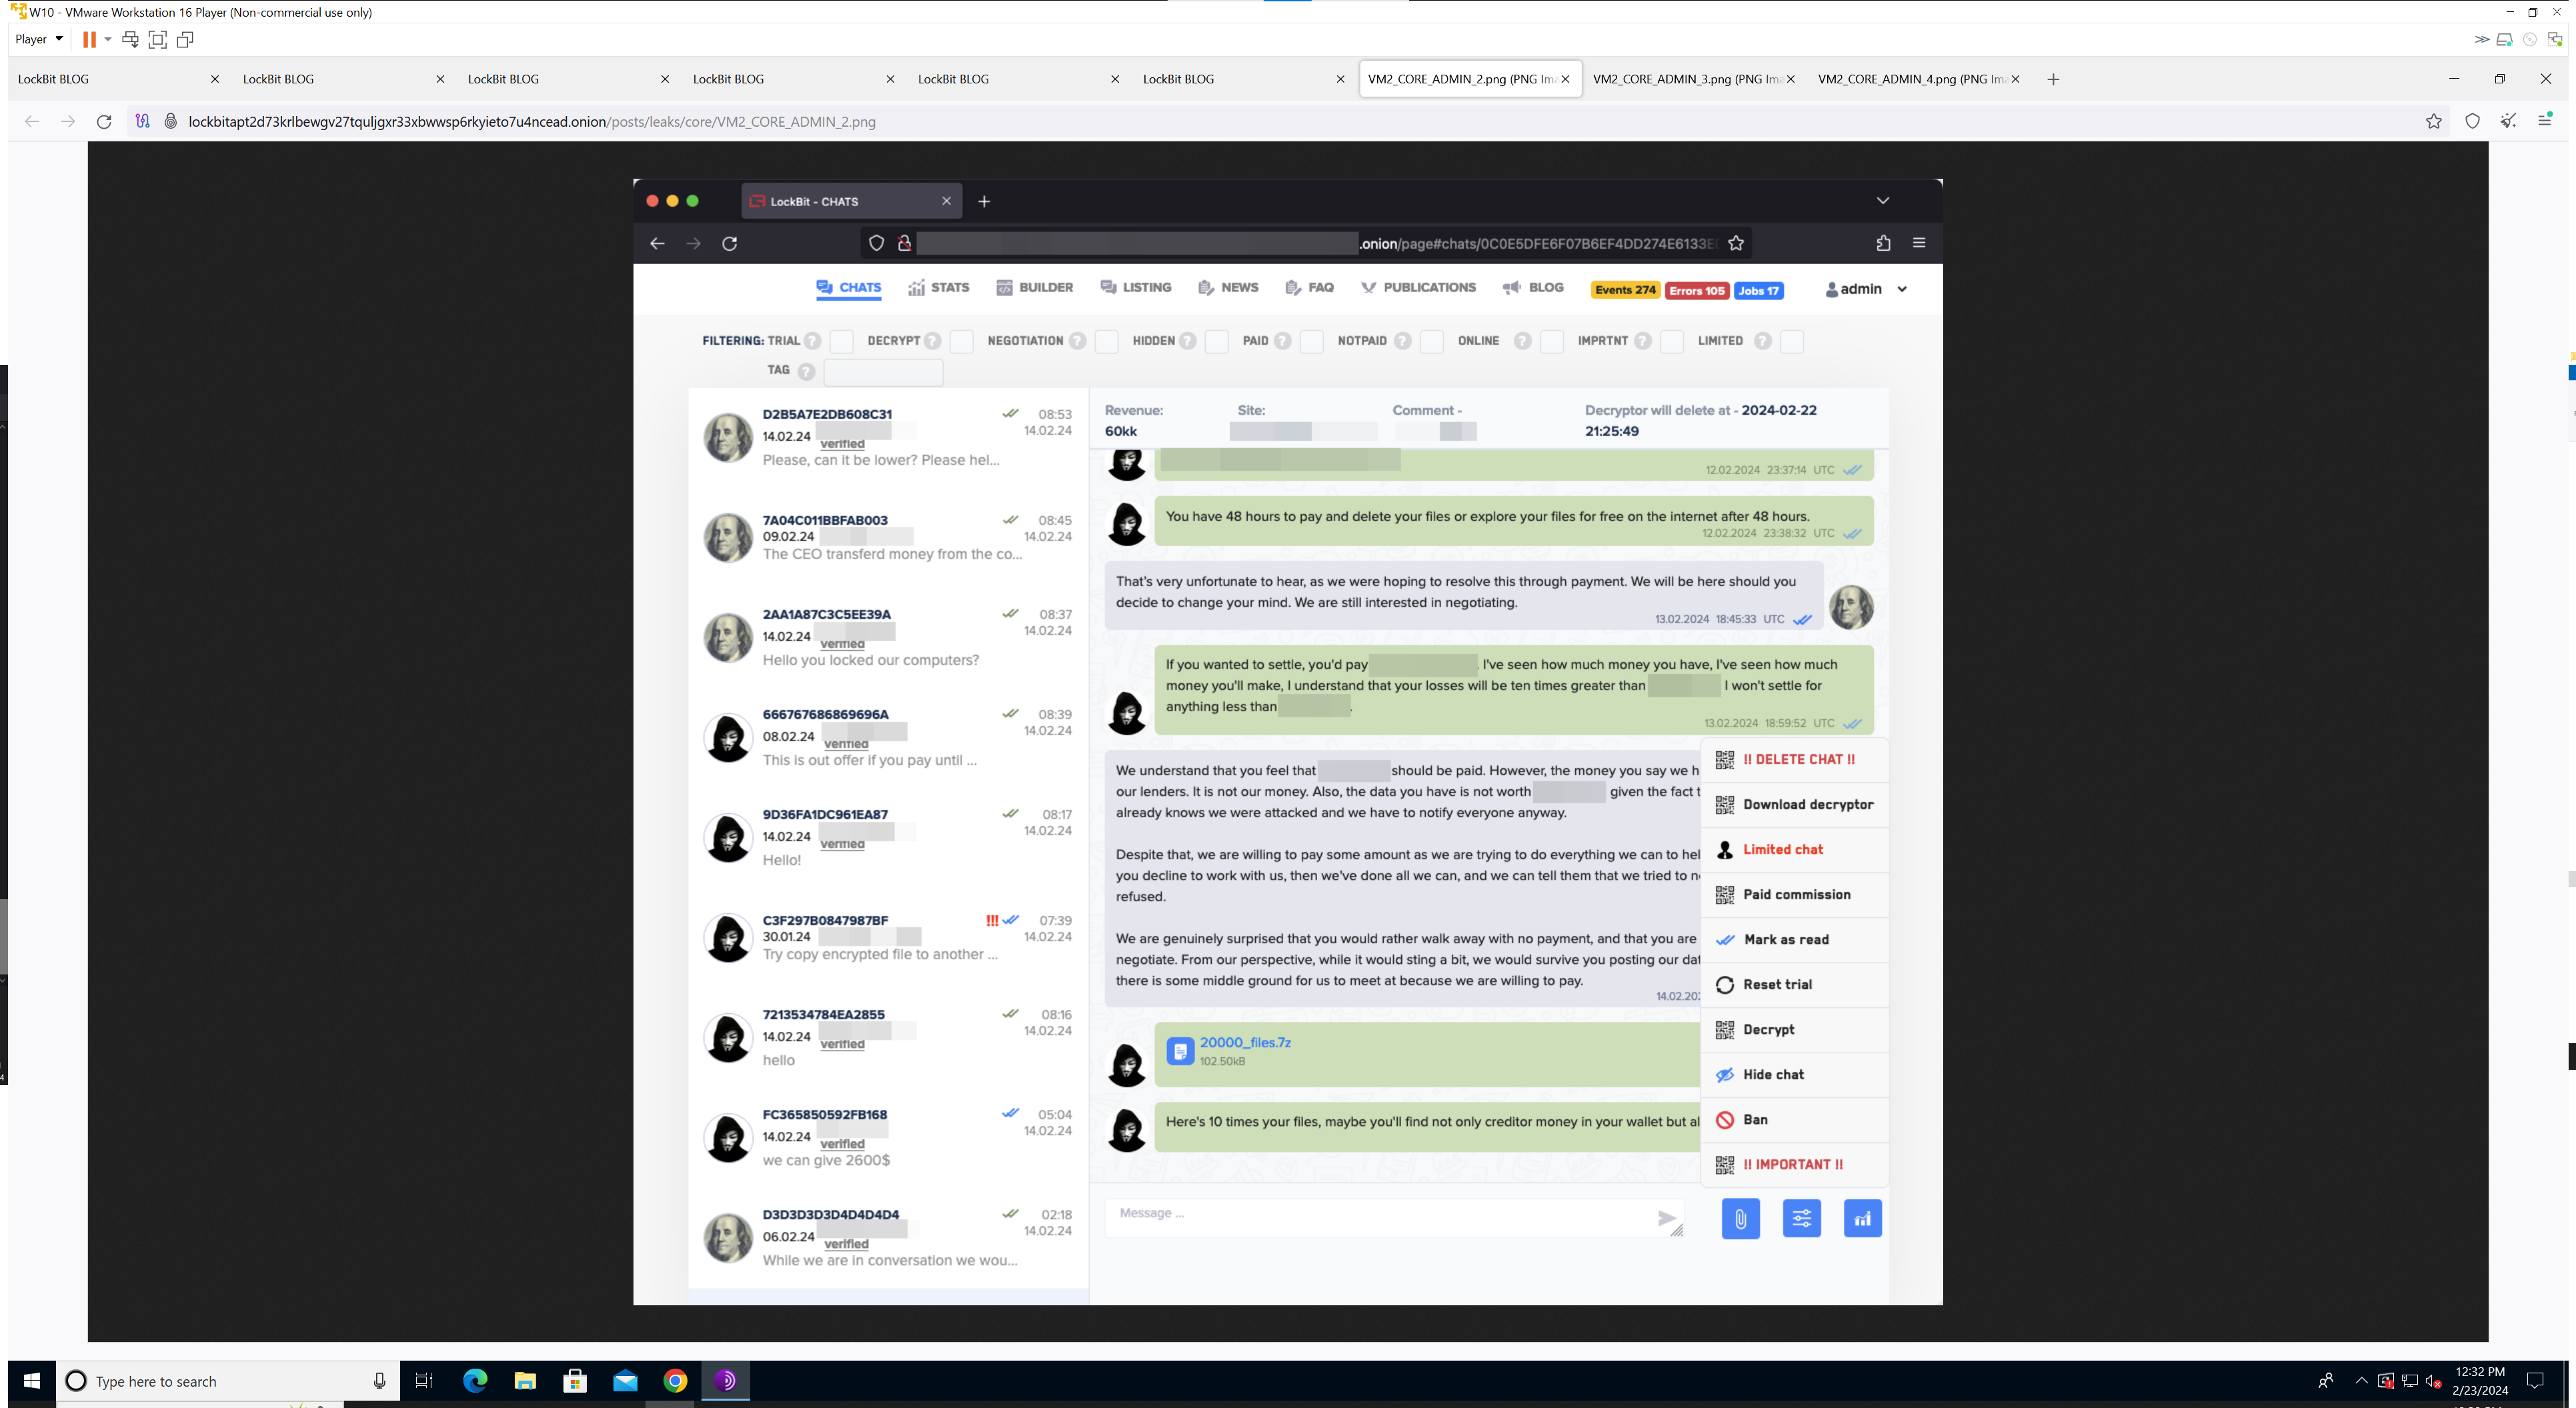 W10 - VMware Workstation 16 Player (Non-commercial use only)
Player
LockBit BLOG
LockBit BLOG
LockBit BLOG
LockBit BLOG
LockBit BLOG
LockBit BLOG
VM2_CORE_ADMIN_2.png (PNG Im
VM2_CORE_ADMIN_3.png (PNG Im
VM2_CORE_ADMIN_4.png (PNG Im
lockbitapt2d73krlbewgv27tquljgxr33xbwwsp6rkyieto7u4ncead.onion/posts/leaks/core/VM2_CORE_ADMIN_2.png
LockBit - CHATS
.onion/page#chats/0C0E5DFE6F07B6EF4DD274E6133E
CHATS
STATS
BUILDER
LISTING
NEWS
FAQ
PUBLICATIONS
BLOG
Events 274
Errors 105
Jobs 17
admin
FILTERING: TRIAL ? DECRYPT ? NEGOTIATION ? HIDDEN ? PAID ? NOTPAID ? ONLINE ? IMPRTNT ? LIMITED ?
TAG ?
D2B5A7E2DB608C31 08:53
14.02.24 14.02.24
verified
Please, can it be lower? Please hel...
7A04C011BBFAB003 08:45
09.02.24 14.02.24
The CEO transferd money from the co...
2AA1A87C3C5EE39A 08:37
14.02.24 14.02.24
verified
Hello you locked our computers?
666767686869696A 08:39
08.02.24 14.02.24
verified
This is out offer if you pay until ...
9D36FA1DC961EA87 08:17
14.02.24 14.02.24
verified
Hello!
C3F297B0847987BF !!! 07:39
30.01.24 14.02.24
Try copy encrypted file to another ...
7213534784EA2855 08:16
14.02.24 14.02.24
verified
hello
FC365850592FB168 05:04
14.02.24 14.02.24
verified
we can give 2600$
D3D3D3D3D4D4D4D4 02:18
06.02.24 14.02.24
verified
While we are in conversation we wou...
Revenue: Site: Comment - Decryptor will delete at - 2024-02-22
60kk 21:25:49
12.02.2024 23:37:14 UTC
You have 48 hours to pay and delete your files or explore your files for free on the internet after 48 hours.
12.02.2024 23:38:32 UTC
That's very unfortunate to hear, as we were hoping to resolve this through payment. We will be here should you
decide to change your mind. We are still interested in negotiating.
13.02.2024 18:45:33 UTC
If you wanted to settle, you'd pay . I've seen how much money you have, I've seen how much
money you'll make, I understand that your losses will be ten times greater than I won't settle for
anything less than .
13.02.2024 18:59:52 UTC
We understand that you feel that should be paid. However, the money you say we h
our lenders. It is not our money. Also, the data you have is not worth given the fact t
already knows we were attacked and we have to notify everyone anyway.
Despite that, we are willing to pay some amount as we are trying to do everything we can to hel
you decline to work with us, then we've done all we can, and we can tell them that we tried to n
refused.
We are genuinely surprised that you would rather walk away with no payment, and that you are
negotiate. From our perspective, while it would sting a bit, we would survive you posting our dat
there is some middle ground for us to meet at because we are willing to pay.
14.02.202
20000_files.7z
102.50kB
Here's 10 times your files, maybe you'll find not only creditor money in your wallet but al
!! DELETE CHAT !!
Download decryptor
Limited chat
Paid commission
Mark as read
Reset trial
Decrypt
Hide chat
Ban
!! IMPORTANT !!
Message ...
Type here to search
12:32 PM
2/23/2024